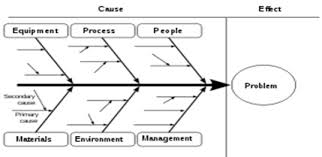 Cause Effect
Equipment Process People
Problem
Secondary
cause
Primary
cause
Materials Environment Management